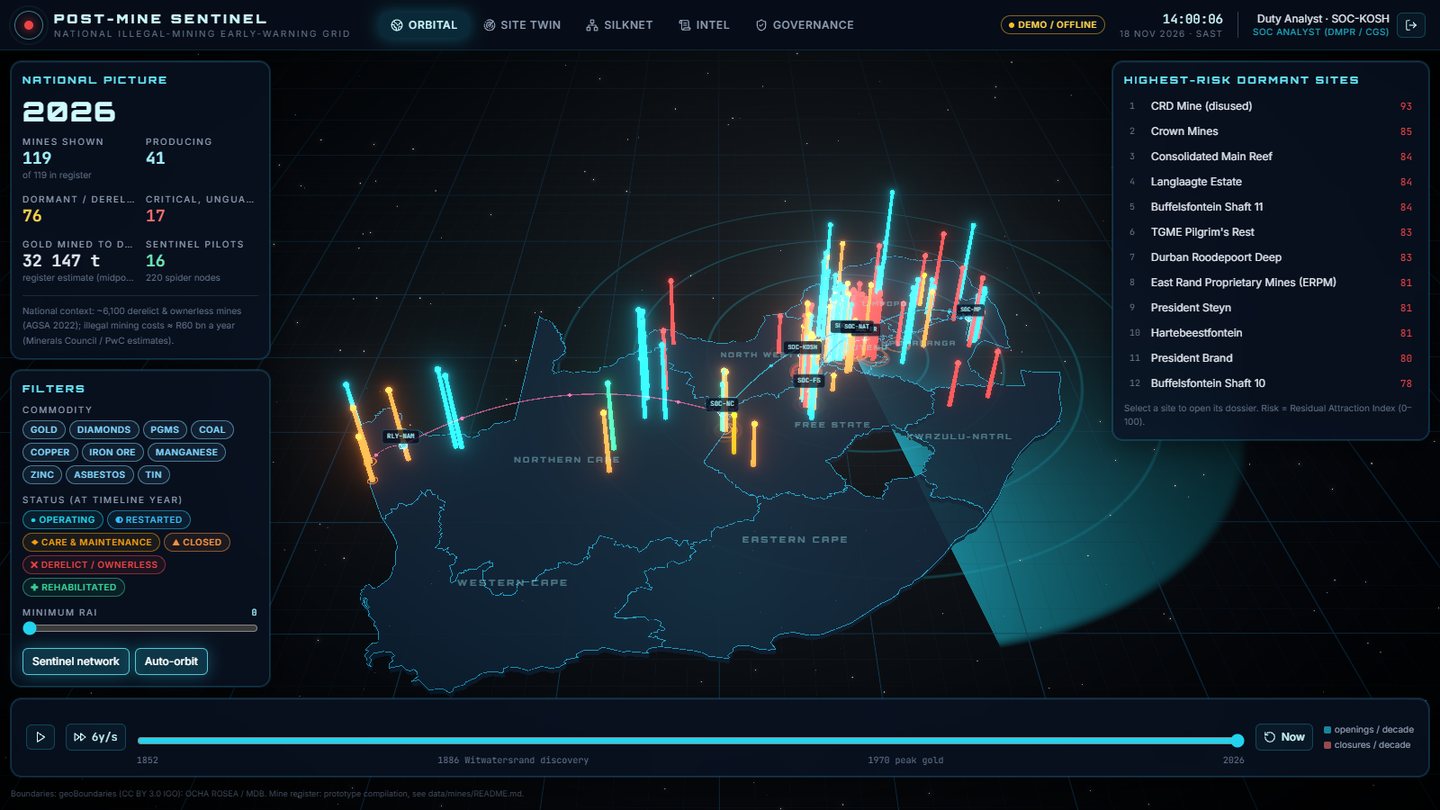 POST-MINE SENTINEL
NATIONAL ILLEGAL-MINING EARLY-WARNING GRID
ORBITAL
SITE TWIN
SILKNET
INTEL
GOVERNANCE
● DEMO / OFFLINE
14:00:06
18 NOV 2026 · SAST
Duty Analyst · SOC-KOSH
SOC ANALYST (DMPR / CGS)
NATIONAL PICTURE
2026
MINES SHOWN
119
of 119 in register
PRODUCING
41
DORMANT / DEREL...
76
CRITICAL, UNGUA...
17
GOLD MINED TO D...
32 147 t
register estimate (midpo...
SENTINEL PILOTS
16
220 spider nodes
National context: ~6,100 derelict & ownerless mines
(AGSA 2022); illegal mining costs ≈ R60 bn a year
(Minerals Council / PwC estimates).
FILTERS
COMMODITY
GOLD DIAMONDS PGMS COAL
COPPER IRON ORE MANGANESE
ZINC ASBESTOS TIN
STATUS (AT TIMELINE YEAR)
● OPERATING ◐ RESTARTED
✦ CARE & MAINTENANCE ▲ CLOSED
✕ DERELICT / OWNERLESS
✚ REHABILITATED
MINIMUM RAI 0
Sentinel network Auto-orbit
SOC-MP
SOC-NAT
NORTH WEST
SOC-KOSH
SOC-FS
SOC-NC
FREE STATE
RLY-NAM
KWAZULU-NATAL
NORTHERN CAPE
EASTERN CAPE
WESTERN CAPE
HIGHEST-RISK DORMANT SITES
1 CRD Mine (disused) 93
2 Crown Mines 85
3 Consolidated Main Reef 84
4 Langlaagte Estate 84
5 Buffelsfontein Shaft 11 84
6 TGME Pilgrim's Rest 83
7 Durban Roodepoort Deep 83
8 East Rand Proprietary Mines (ERPM) 81
9 President Steyn 81
10 Hartebeestfontein 81
11 President Brand 80
12 Buffelsfontein Shaft 10 78
Select a site to open its dossier. Risk = Residual Attraction Index (0–
100).
6y/s
1852
1886 Witwatersrand discovery
1970 peak gold
2026
Now
openings / decade
closures / decade
Boundaries: geoBoundaries (CC BY 3.0 IGO): OCHA ROSEA / MDB. Mine register: prototype compilation, see data/mines/README.md.